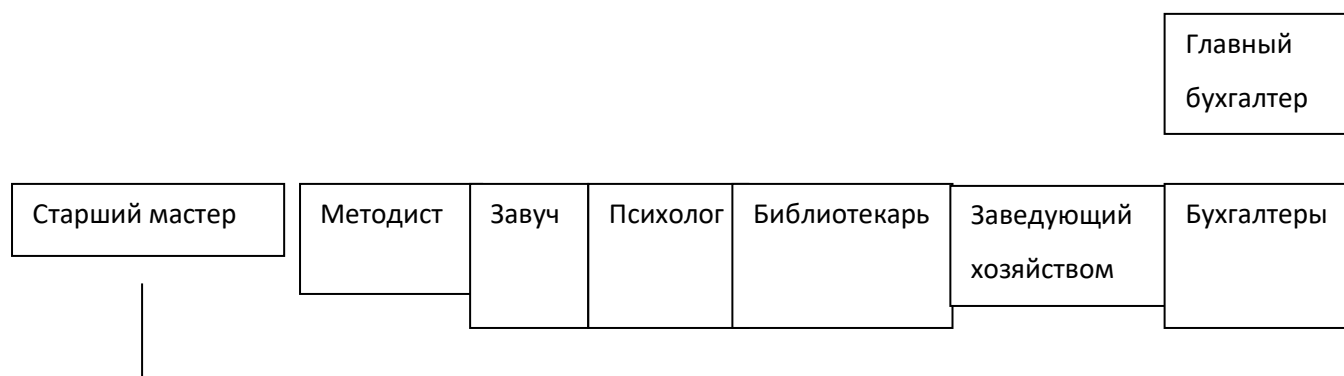 Главный
бухгалтер
Старший мастер
Методист
Завуч
Психолог
Библиотекарь
Заведующий
хозяйством
Бухгалтеры